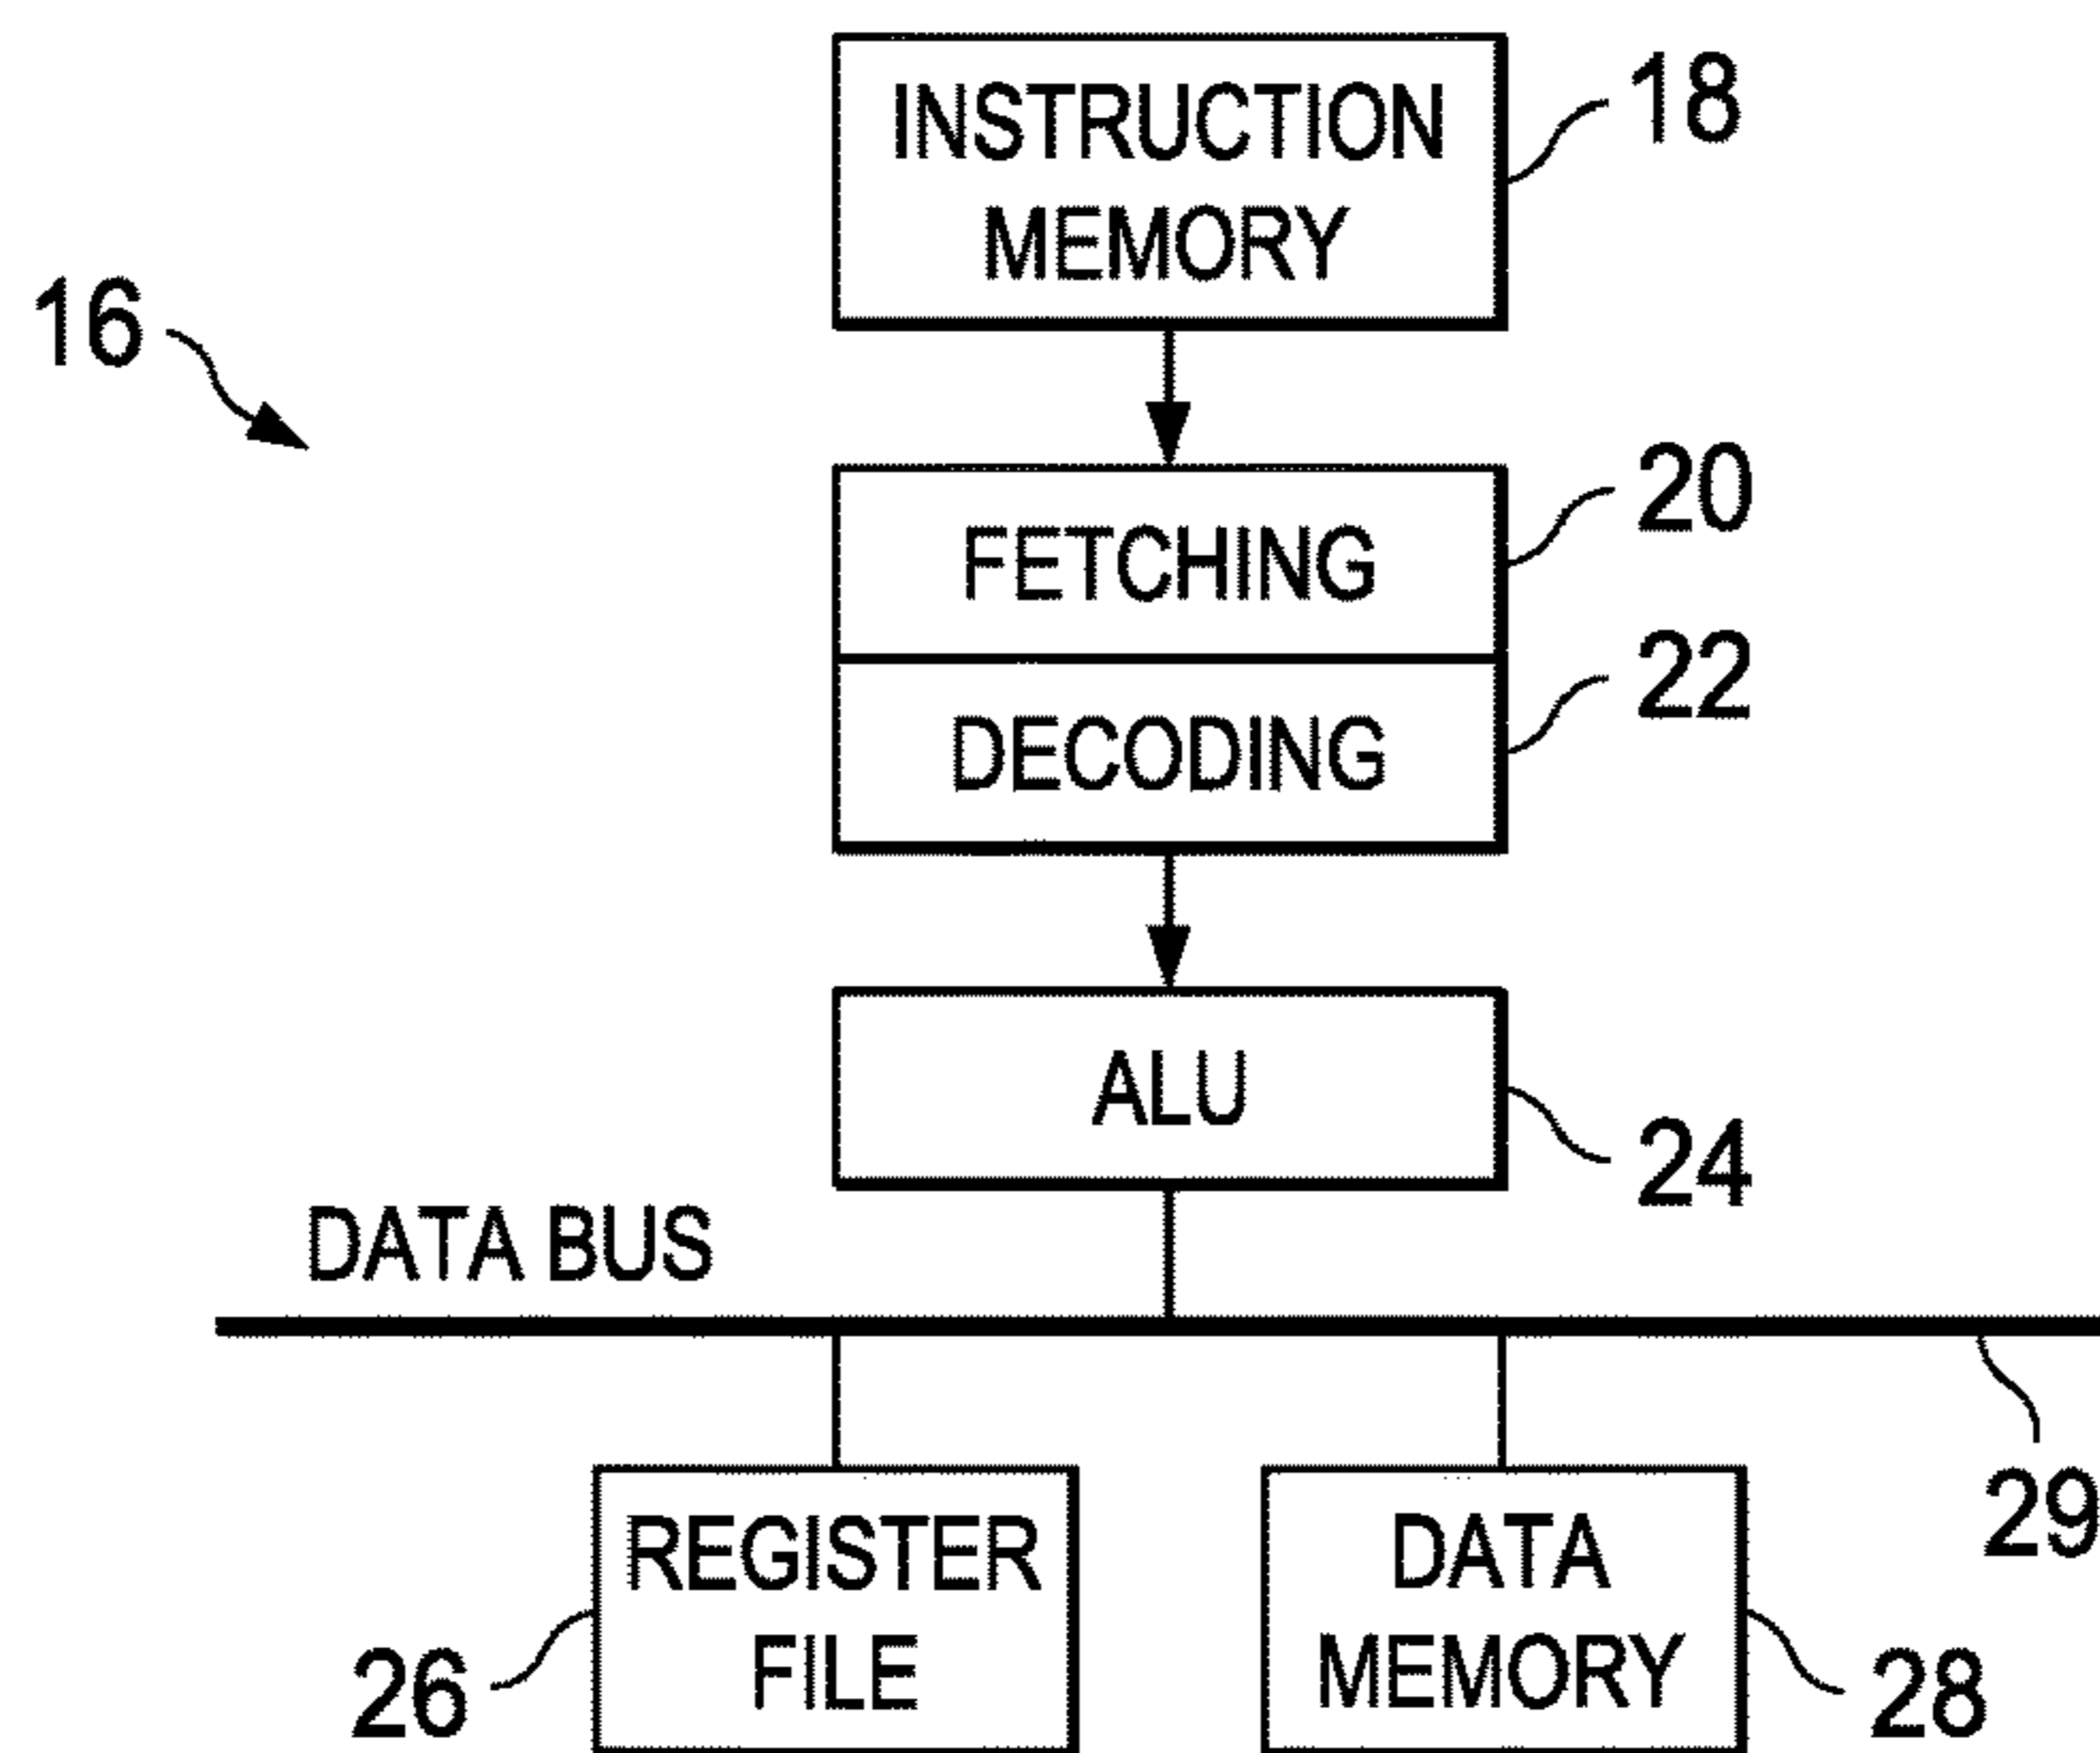 INSTRUCTION
MEMORY
18
16
FETCHING
20
DECODING
22
ALU
24
DATA BUS
29
REGISTER
FILE
26
DATA
MEMORY
28